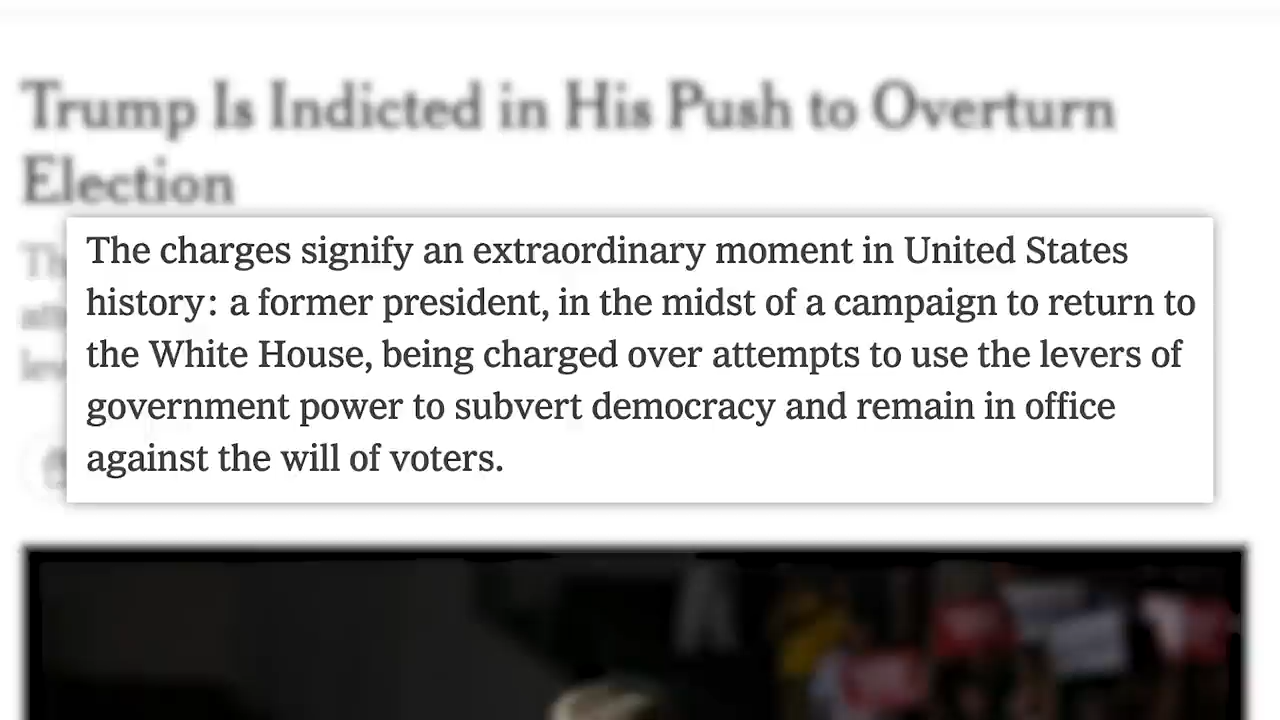 Trump Is Indicted in His Push to Overturn
Election
The charges signify an extraordinary moment in United States
history: a former president, in the midst of a campaign to return to
the White House, being charged over attempts to use the levers of
government power to subvert democracy and remain in office
against the will of voters.